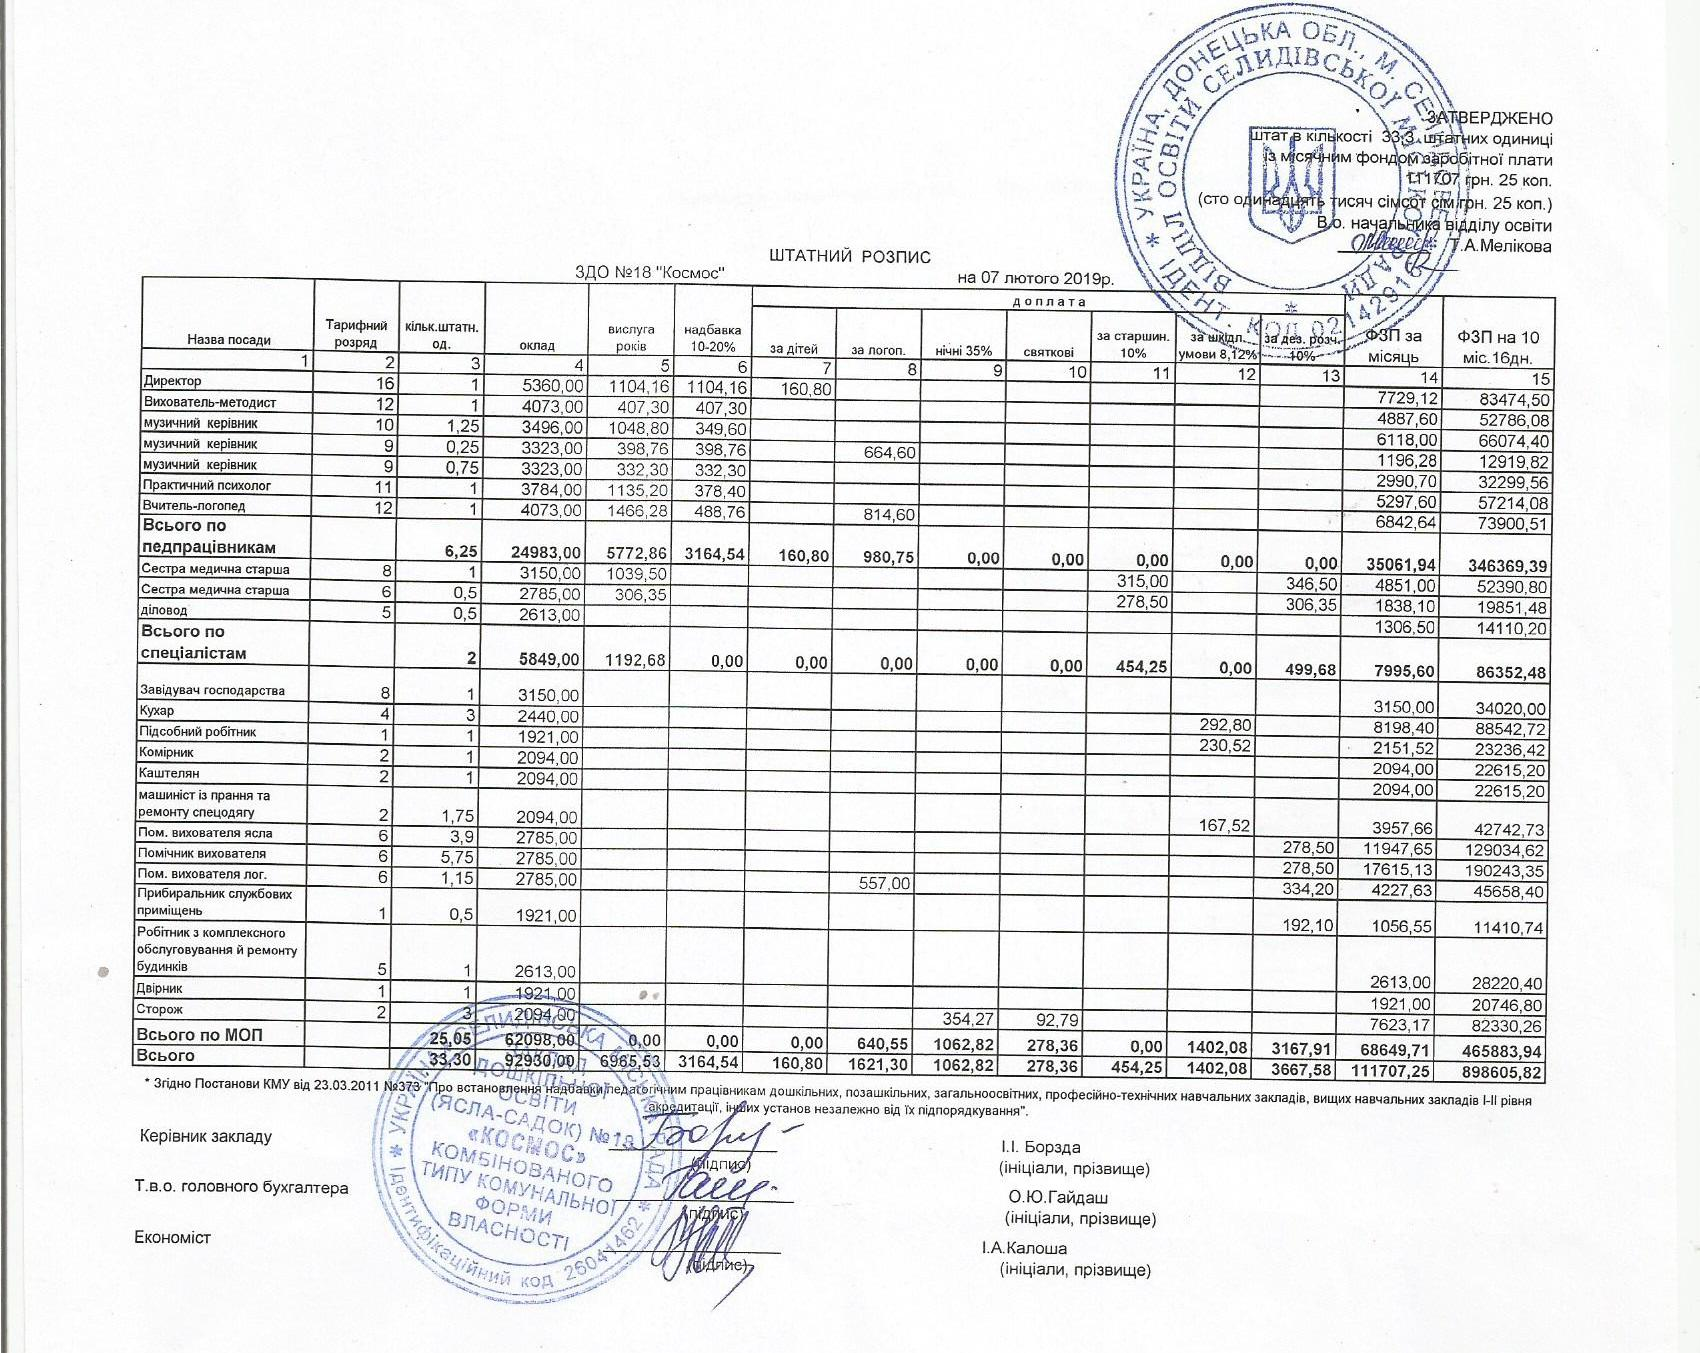 ЗАТВЕРДЖЕНО
штат в кількості 33,3 штатних одиниці
із місячним фондом заробітної плати
111707 грн. 25 коп.
(сто одинадцять тисяч сімсот сім грн. 25 коп.)
В.о. начальника відділу освіти
Т.А.Мелікова
УКРАЇНА, ДОНЕЦЬКА ОБЛ., М. СЕЛИДОВЕ
ІДЕНТ. КОД 02142916
ВІДДІЛ ОСВІТИ СЕЛИДІВСЬКОЇ МІСЬКОЇ РАДИ
ШТАТНИЙ РОЗПИС
ЗДО №18 "Космос" на 07 лютого 2019р.
Назва посади Тарифний розряд кільк.штатн. од. оклад вислуга років надбавка 10-20% доплата ФЗП за місяць ФЗП на 10 міс.16дн.
за дітей за логоп. нічні 35% святкові за старшин. 10% за шкідл. умови 8,12% за дез. розч. 10%
1 2 3 4 5 6 7 8 9 10 11 12 13 14 15
Директор 16 1 5360,00 1104,16 1104,16 160,80 7729,12 83474,50
Вихователь-методист 12 1 4073,00 407,30 407,30 4887,60 52786,08
музичний керівник 10 1,25 3496,00 1048,80 349,60 6118,00 66074,40
музичний керівник 9 0,25 3323,00 398,76 398,76 664,60 1196,28 12919,82
музичний керівник 9 0,75 3323,00 332,30 332,30 2990,70 32299,56
Практичний психолог 11 1 3784,00 1135,20 378,40 5297,60 57214,08
Вчитель-логопед 12 1 4073,00 1466,28 488,76 814,60 6842,64 73900,51
Всього по
педпрацівникам 6,25 24983,00 5772,86 3164,54 160,80 980,75 0,00 0,00 0,00 0,00 0,00 35061,94 346369,39
Сестра медична старша 8 1 3150,00 1039,50 315,00 346,50 4851,00 52390,80
Сестра медична старша 6 0,5 2785,00 306,35 278,50 306,35 1838,10 19851,48
діловод 5 0,5 2613,00 1306,50 14110,20
Всього по
спеціалістам 2 5849,00 1192,68 0,00 0,00 0,00 0,00 0,00 454,25 0,00 499,68 7995,60 86352,48
Завідувач господарства 8 1 3150,00 3150,00 34020,00
Кухар 4 3 2440,00 292,80 8198,40 88542,72
Підсобний робітник 1 1 1921,00 230,52 2151,52 23236,42
Комірник 2 1 2094,00 2094,00 22615,20
Каштелян 2 1 2094,00 2094,00 22615,20
машиніст із прання та
ремонту спецодягу 2 1,75 2094,00 167,52 3957,66 42742,73
Пом. вихователя ясла 6 3,9 2785,00 278,50 11947,65 129034,62
Помічник вихователя 6 5,75 2785,00 278,50 17615,13 190243,35
Пом. вихователя лог. 6 1,15 2785,00 557,00 334,20 4227,63 45658,40
Прибиральник службових
приміщень 1 0,5 1921,00 192,10 1056,55 11410,74
Робітник з комплексного
обслуговування й ремонту
будинків 5 1 2613,00 2613,00 28220,40
Двірник 1 1 1921,00 1921,00 20746,80
Сторож 2 3 2094,00 354,27 92,79 7623,17 82330,26
Всього по МОП 25,05 62098,00 0,00 0,00 0,00 640,55 1062,82 278,36 0,00 1402,08 3167,91 68649,71 465883,94
Всього 33,30 92930,00 6965,53 3164,54 160,80 1621,30 1062,82 278,36 454,25 1402,08 3667,58 111707,25 898605,82
* Згідно Постанови КМУ від 23.03.2011 №373 "Про встановлення надбавки педагогічним працівникам дошкільних, позашкільних, загальноосвітних, професійно-технічних навчальних закладів, вищих навчальних закладів І-ІІ рівня
акредитації, інших установ незалежно від їх підпорядкування".
Керівник закладу І.І. Борзда
(підпис) (ініціали, прізвище)
Т.в.о. головного бухгалтера О.Ю.Гайдаш
(підпис) (ініціали, прізвище)
Економіст І.А.Калоша
(підпис) (ініціали, прізвище)
ЗАКЛАД
ДОШКІЛЬНОЇ
ОСВІТИ
(ЯСЛА-САДОК) №18
«КОСМОС»
КОМБІНОВАНОГО
ТИПУ КОМУНАЛЬНОЇ
ФОРМИ
ВЛАСНОСТІ
Ідентифікаційний код 26041462